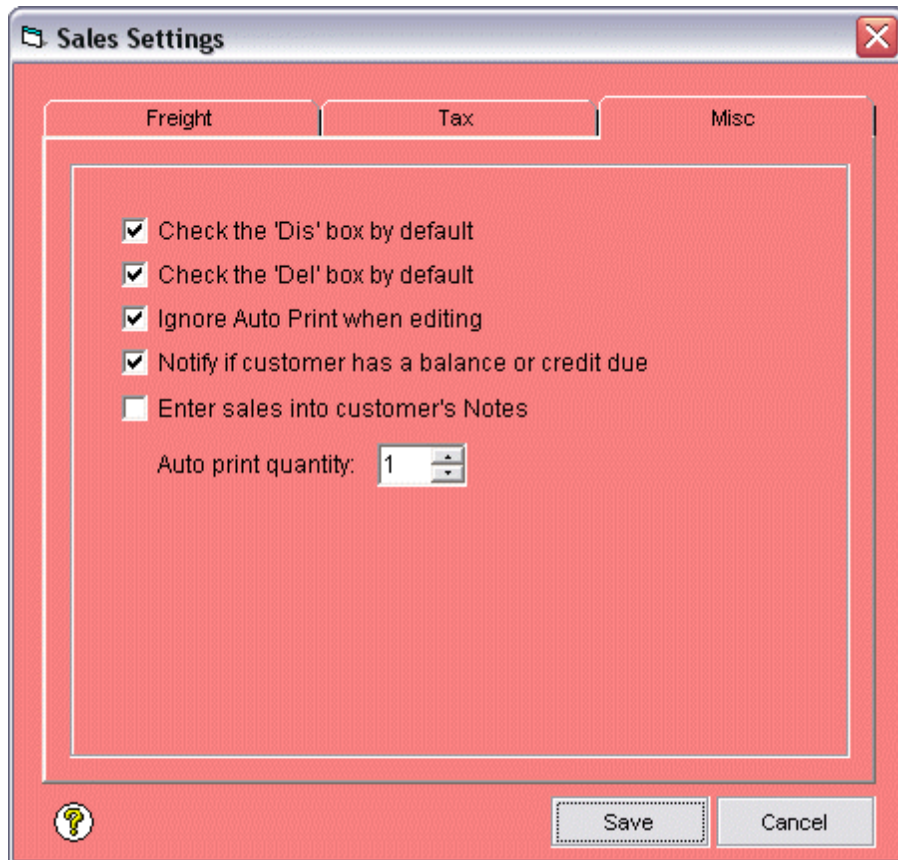 Sales Settings
Freight Tax Misc
Check the 'Dis' box by default
Check the 'Del' box by default
Ignore Auto Print when editing
Notify if customer has a balance or credit due
Enter sales into customer's Notes
Auto print quantity: 1
Save Cancel